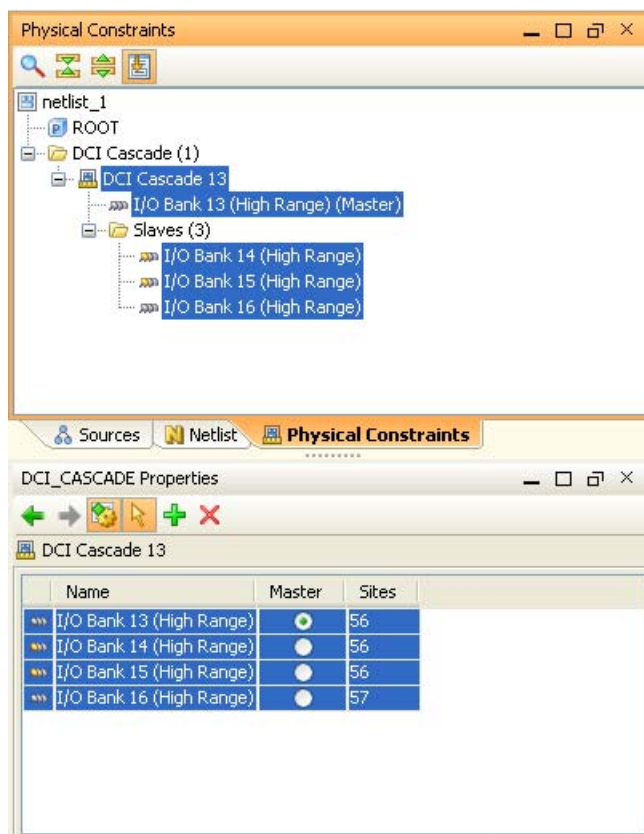 Physical Constraints
netlist_1
ROOT
DCI Cascade (1)
DCI Cascade 13
I/O Bank 13 (High Range) (Master)
Slaves (3)
I/O Bank 14 (High Range)
I/O Bank 15 (High Range)
I/O Bank 16 (High Range)
Sources Netlist Physical Constraints
DCI_CASCADE Properties
DCI Cascade 13
Name Master Sites
I/O Bank 13 (High Range) 56
I/O Bank 14 (High Range) 56
I/O Bank 15 (High Range) 56
I/O Bank 16 (High Range) 57